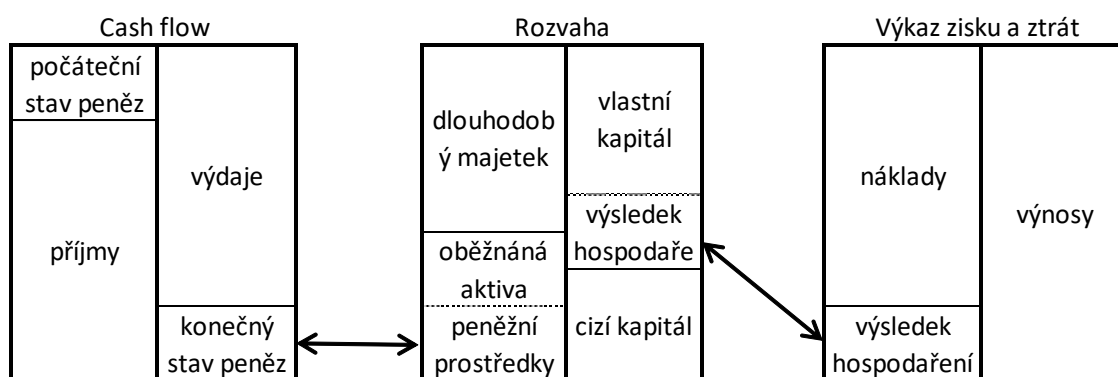 Cash flow
počáteční
stav peněz
příjmy
výdaje
konečný
stav peněz
Rozvaha
dlouhodob
ý majetek
oběžnáná
aktiva
peněžní
prostředky
vlastní
kapitál
výsledek
hospodaře
cizí kapitál
Výkaz zisku a ztrát
náklady
výsledek
hospodaření
výnosy